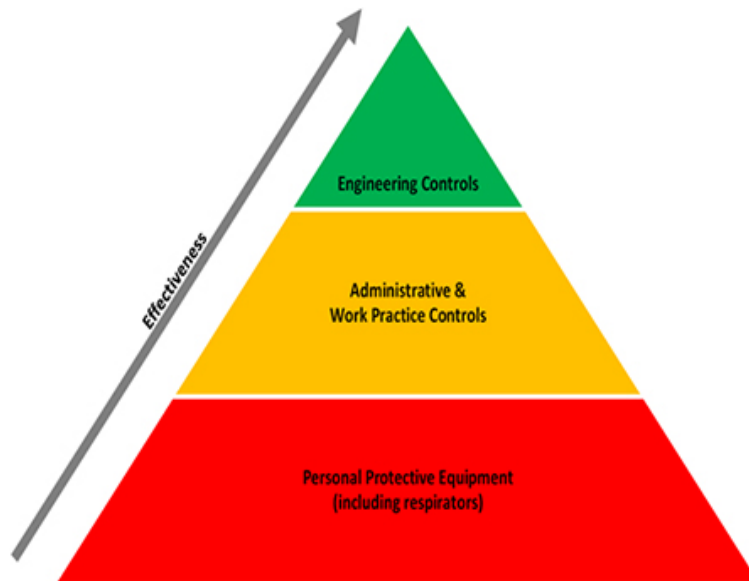 Effectiveness
Engineering Controls
Administrative &
Work Practice Controls
Personal Protective Equipment
(including respirators)